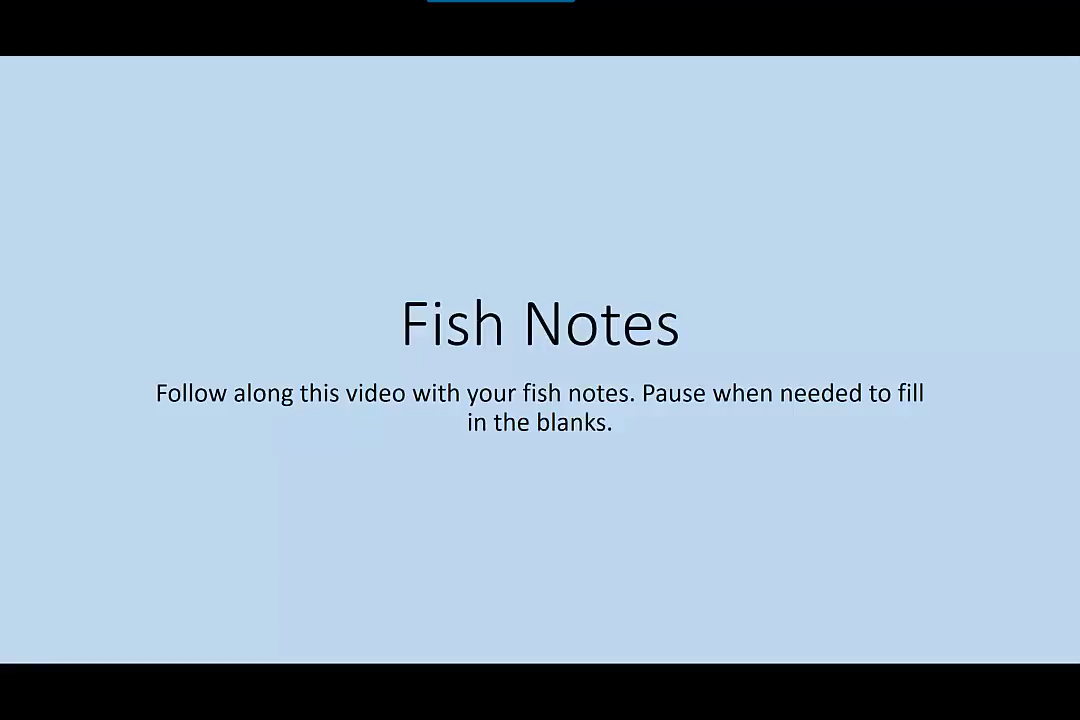 Fish Notes
Follow along this video with your fish notes. Pause when needed to fill
in the blanks.